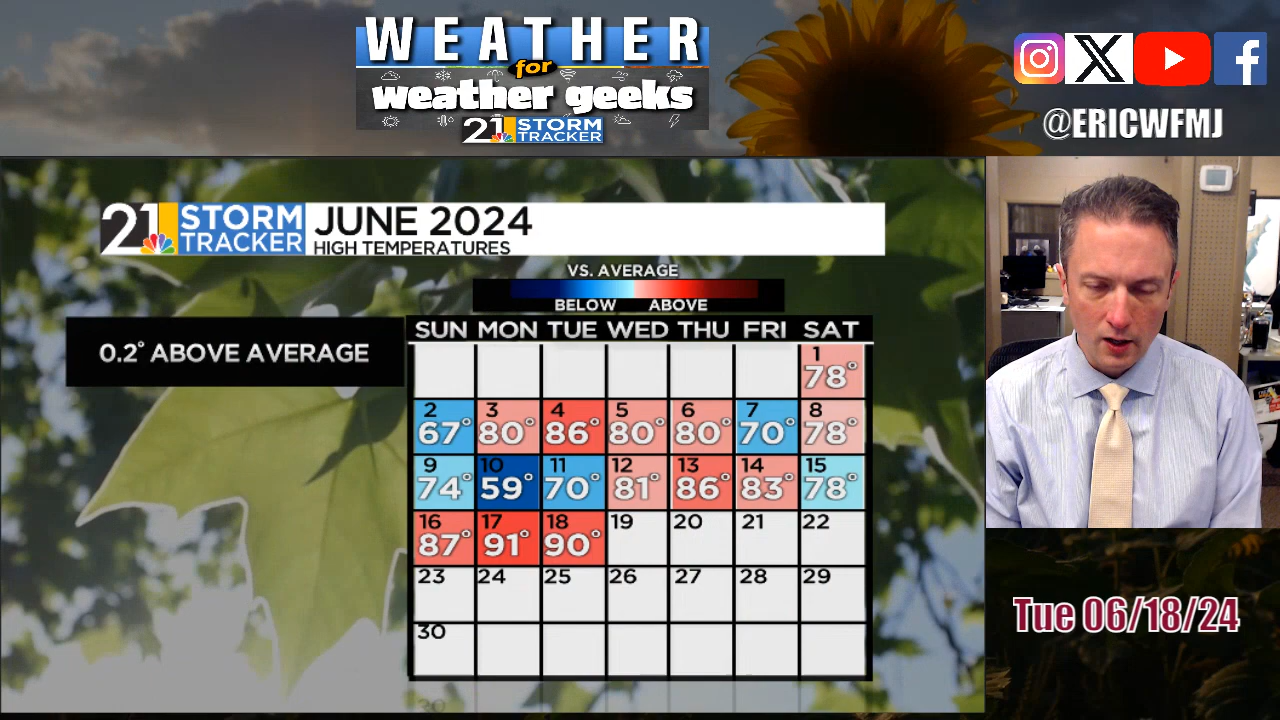 WEATHER
for
weather geeks
21 STORM TRACKER
@ERICWFMJ
21 STORM TRACKER
JUNE 2024
HIGH TEMPERATURES
VS. AVERAGE
BELOW ABOVE
0.2° ABOVE AVERAGE
SUN MON TUE WED THU FRI SAT
1
78°
2 3 4 5 6 7 8
67° 80° 86° 80° 80° 70° 78°
9 10 11 12 13 14 15
74° 59° 70° 81° 86° 83° 78°
16 17 18 19 20 21 22
87° 91° 90°
23 24 25 26 27 28 29
30
30
Tue 06/18/24